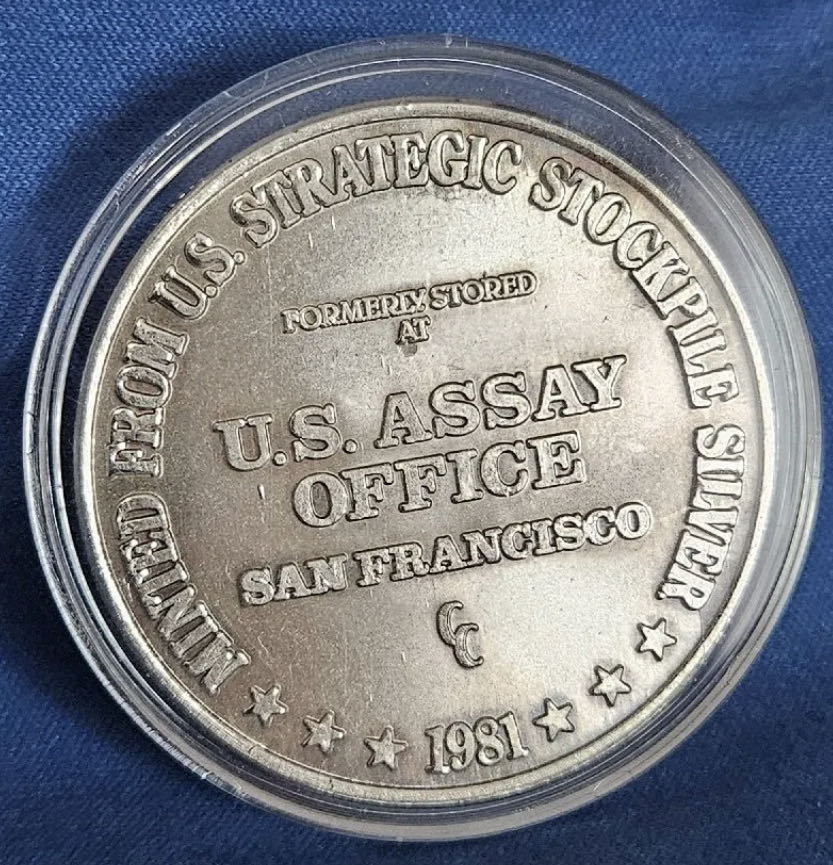 MINTED FROM U.S. STRATEGIC STOCKPILE SILVER
FORMERLY STORED
AT
U.S. ASSAY
OFFICE
SAN FRANCISCO
CC
1981